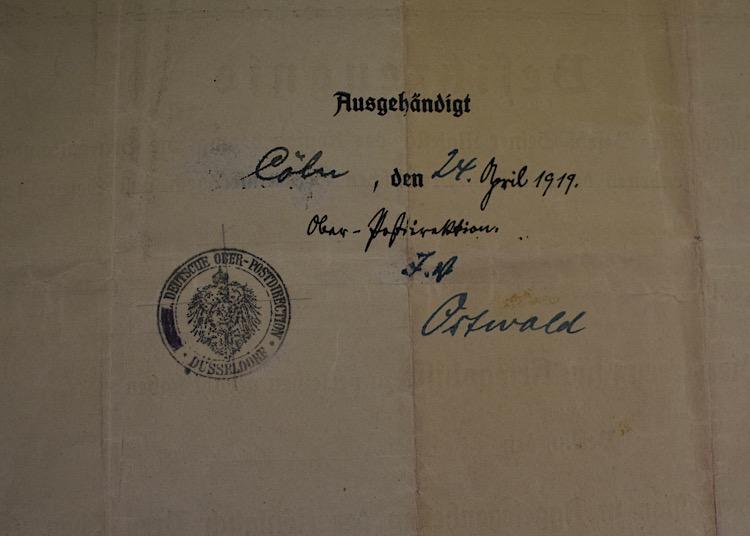 Ausgehändigt
Cöln, den 24. April 1919.
Ober-Postdirektion.
I.V
Ostwald
DEUTSCHE OBER-POSTDIRECTION
DÜSSELDORF